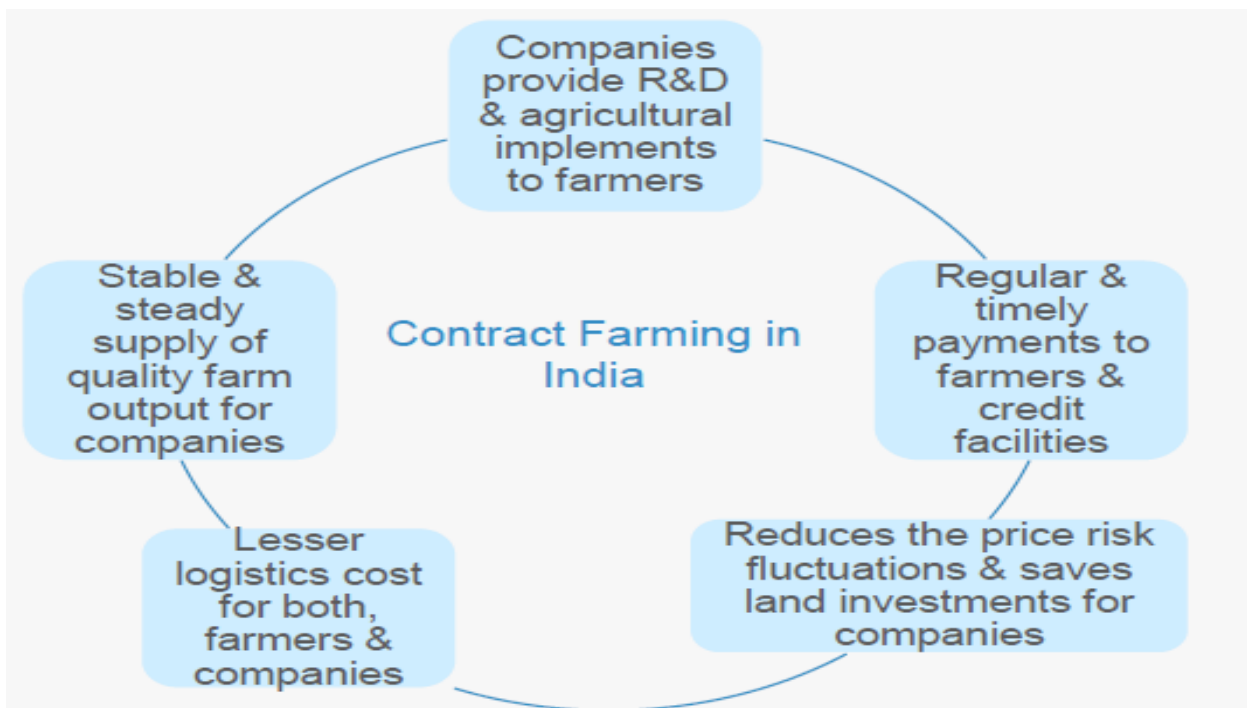 Companies
provide R&D
& agricultural
implements
to farmers
Stable &
steady
supply of
quality farm
output for
companies
Contract Farming in
India
Regular &
timely
payments to
farmers &
credit
facilities
Lesser
logistics cost
for both,
farmers &
companies
Reduces the price risk
fluctuations & saves
land investments for
companies